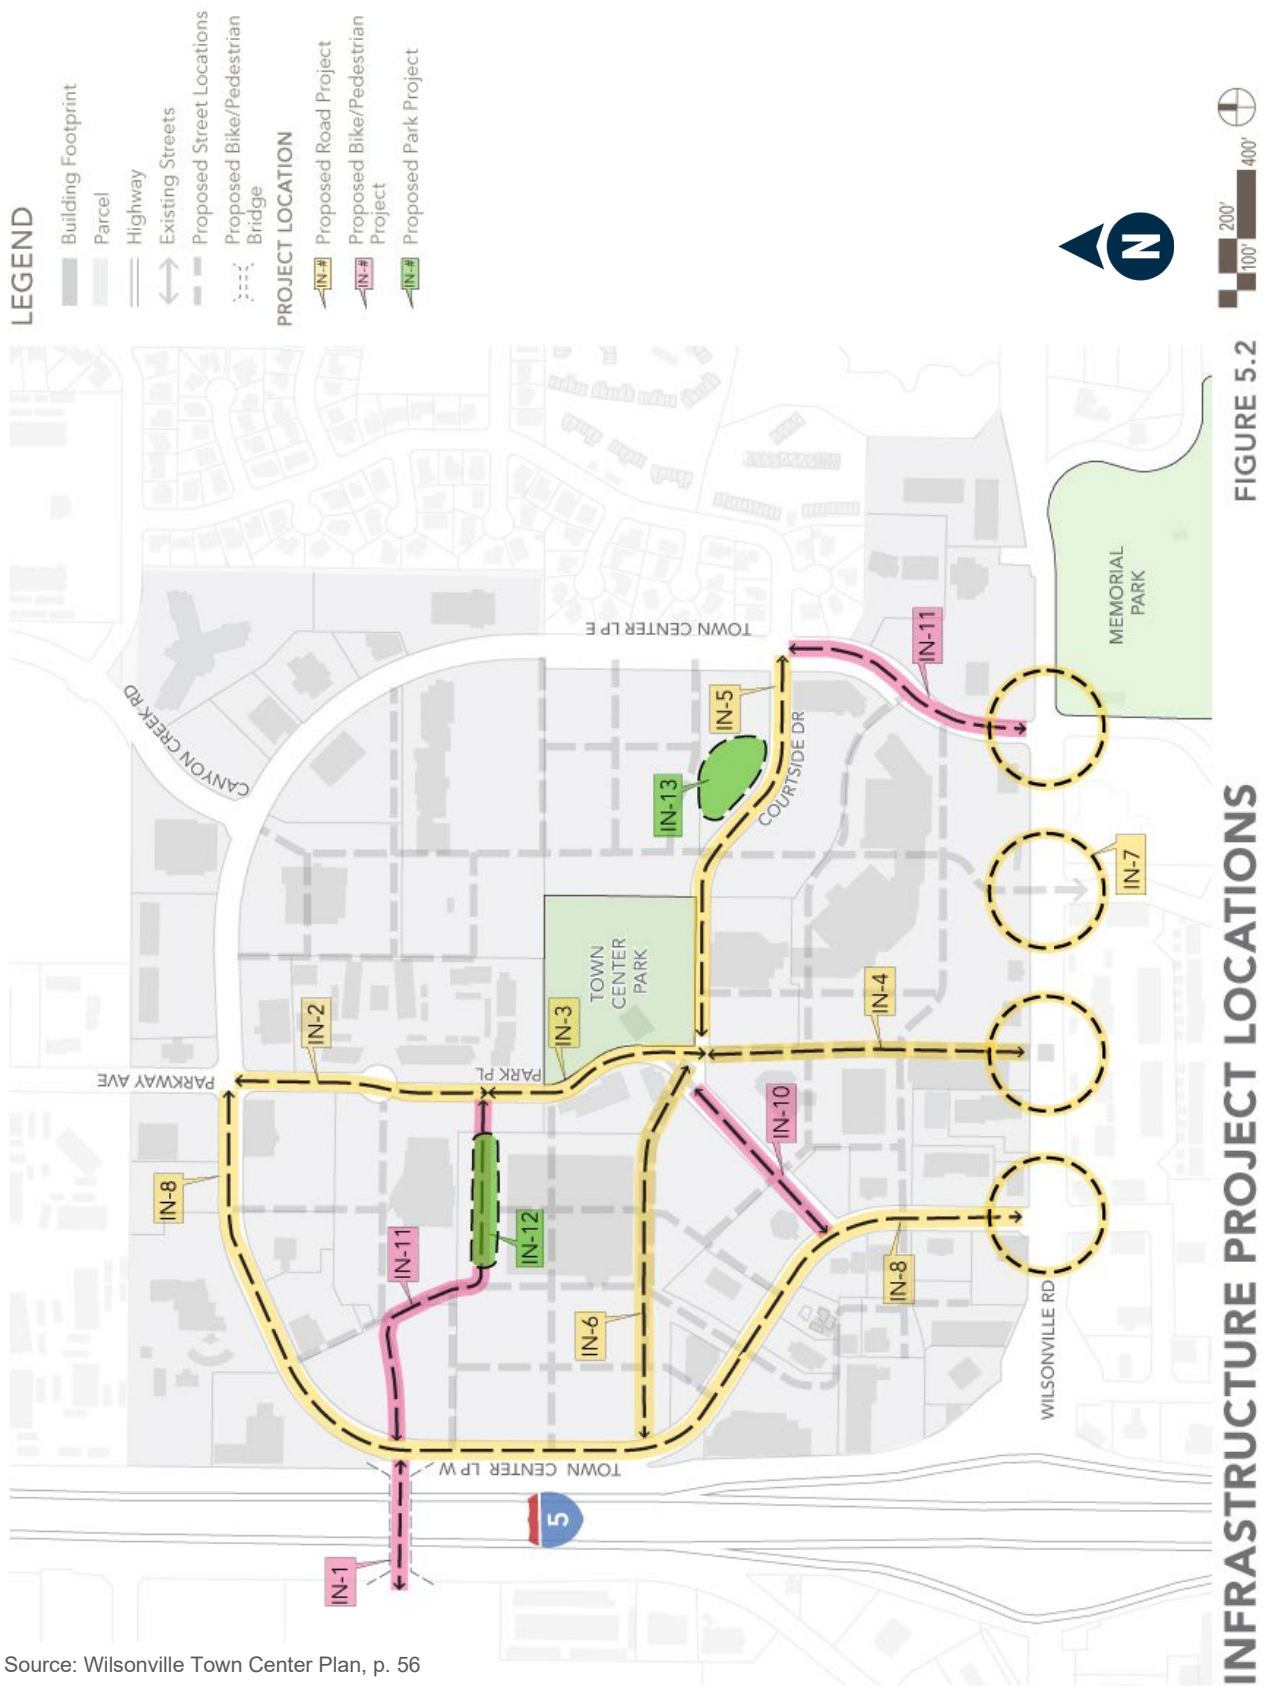 LEGEND
Building Footprint
Parcel
Highway
Existing Streets
Proposed Street Locations
Proposed Bike/Pedestrian
Bridge
PROJECT LOCATION
IN-#
Proposed Road Project
IN-#
Proposed Bike/Pedestrian
Project
IN-#
Proposed Park Project
N
100'
200'
400'
CANYON CREEK RD
TOWN CENTER LP E
PARKWAY AVE
IN-2
PARK PL
IN-3
TOWN
CENTER
PARK
IN-13
IN-5
COURTSIDE DR
IN-11
MEMORIAL
PARK
IN-8
IN-11
IN-12
IN-6
IN-10
IN-4
IN-7
IN-8
WILSONVILLE RD
TOWN CENTER LP W
5
IN-1
INFRASTRUCTURE PROJECT LOCATIONS
FIGURE 5.2
Source: Wilsonville Town Center Plan, p. 56